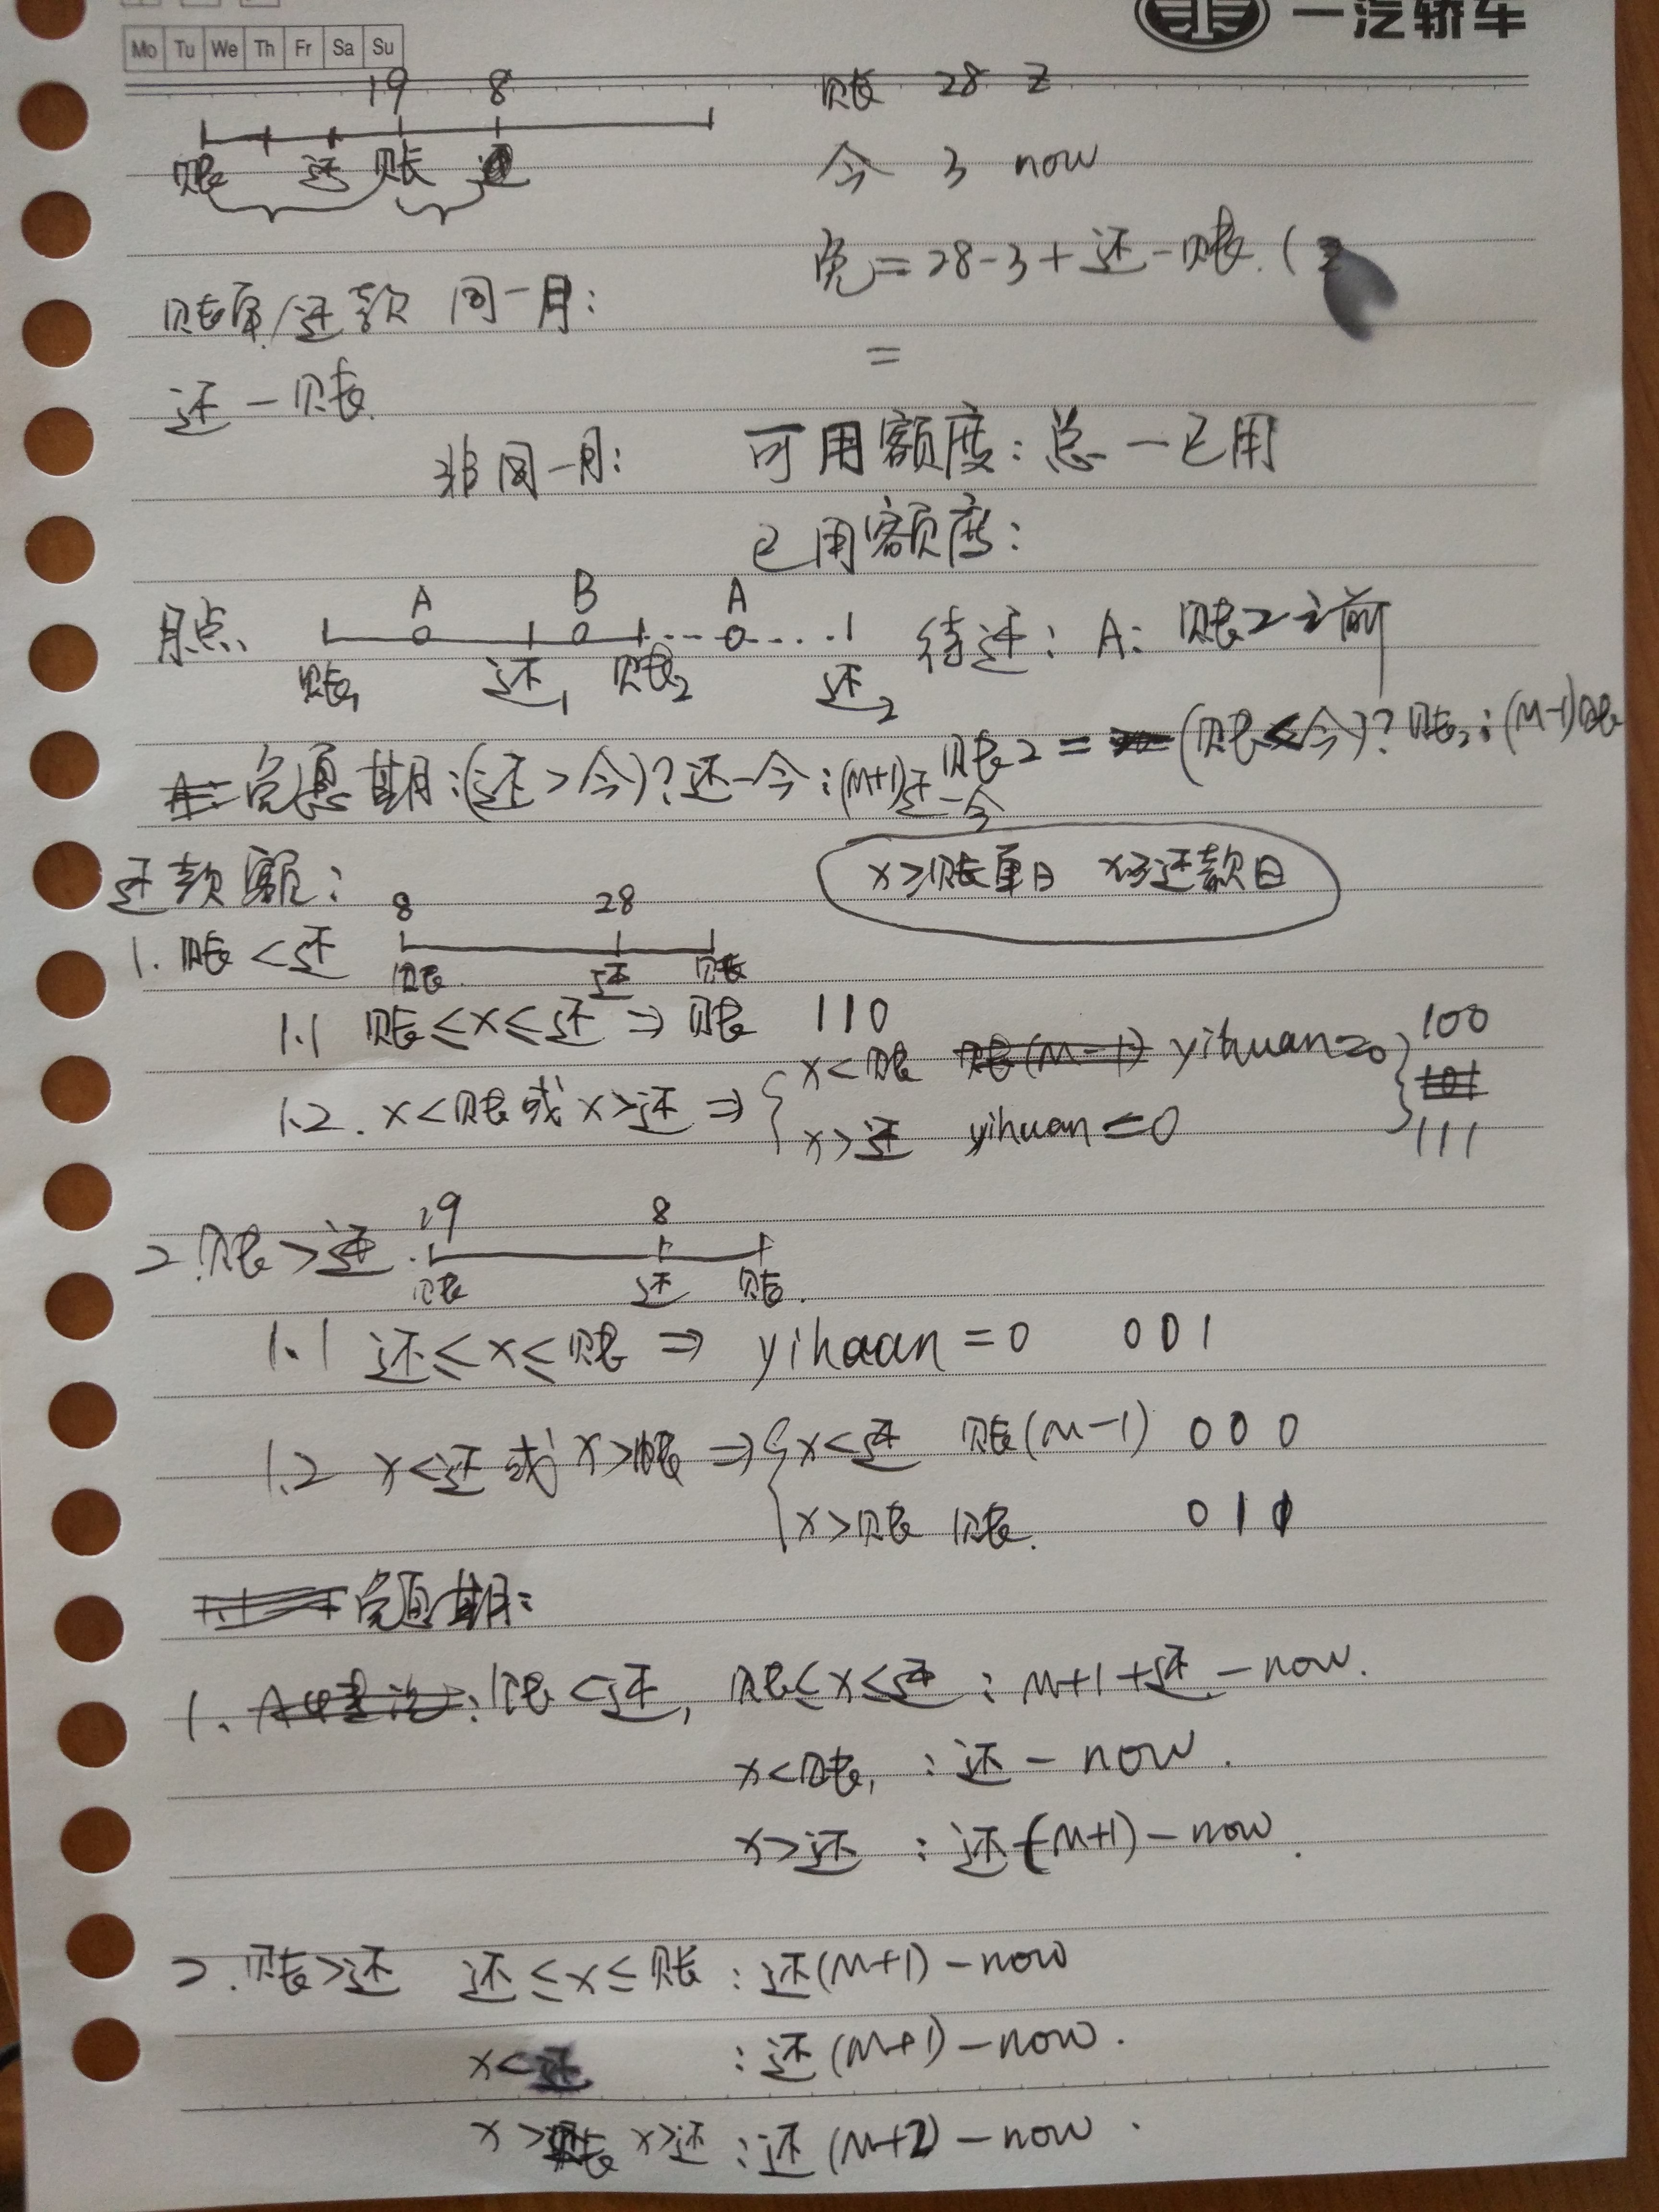 一汽轿车
Mo Tu We Th Fr Sa Su
19 8
账 还 账 还
账 28 Z
今 3 now
免=28-3+还-账.(
=
账单/还款 同一月:
还-账.
非同一月:
可用额度:总-已用
已用额度:
A B A
账1 还1 账2 还2
待还: A: 账2之前
账2 = (账<今)?账2:(M-1)账
免息期:(还>今)?还-今:(M+1)还-今
x≥账单日 x≤还款日
还款额:
8 28
1. 账<还
账 还 账
1.1 账≤x≤还 ⇒ 账 110
1.2. x<账或x>还 ⇒ { x<账 账(M-1) yihuan=0 } 100
101
x>还 yihuan=0 111
19 8
2.账>还
账 还 账.
1.1 还≤x≤账 ⇒ yihuan=0 001
1.2 x<还或x>账 ⇒ { x<还 账(M-1) 000
x>账 账. 01
免息期:
1. 账<还, 账≤x≤还: M+1+还-now.
x<账, :还-now.
x>还 :还(M+1)-now.
2.账>还 还≤x≤账:还(M+1)-now
x<还 :还(M+1)-now.
x>账 x>还:还(M+2)-now.